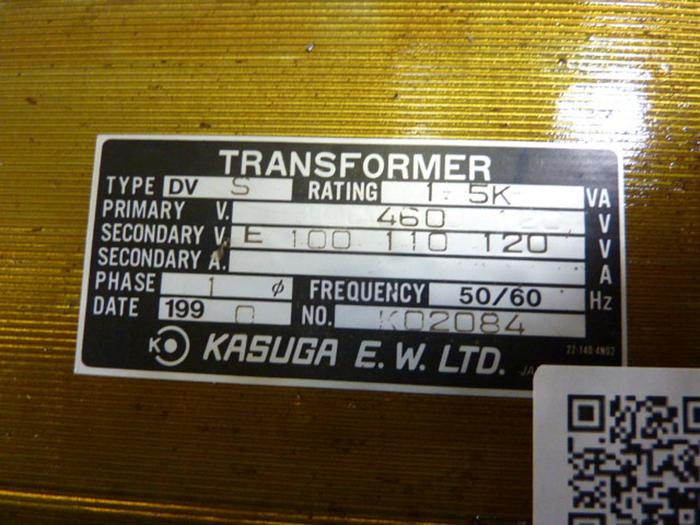 TRANSFORMER
TYPE DV S RATING 1.5K VA
PRIMARY V. 460 V
SECONDARY V. E 100 110 120 V
SECONDARY A. A
PHASE 1 ø FREQUENCY 50/60 Hz
DATE 199 0 NO. K02084
K KASUGA E. W. LTD.